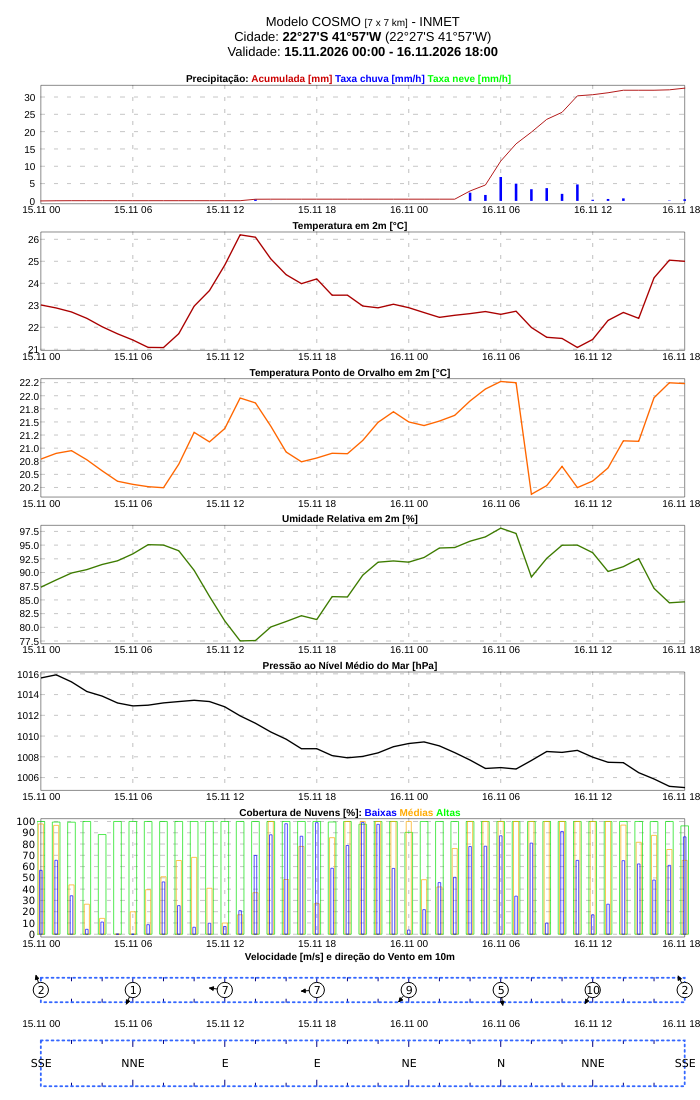 Modelo COSMO [7 x 7 km] - INMET
Cidade: 22°27'S 41°57'W (22°27'S 41°57'W)
Validade: 15.11.2026 00:00 - 16.11.2026 18:00
Precipitação: Acumulada [mm] Taxa chuva [mm/h] Taxa neve [mm/h]
30
25
20
15
10
5
0
15.11 00 15.11 06 15.11 12 15.11 18 16.11 00 16.11 06 16.11 12 16.11 18
Temperatura em 2m [°C]
26
25
24
23
22
21
15.11 00 15.11 06 15.11 12 15.11 18 16.11 00 16.11 06 16.11 12 16.11 18
Temperatura Ponto de Orvalho em 2m [°C]
22.2
22.0
21.8
21.5
21.2
21.0
20.8
20.5
20.2
15.11 00 15.11 06 15.11 12 15.11 18 16.11 00 16.11 06 16.11 12 16.11 18
Umidade Relativa em 2m [%]
97.5
95.0
92.5
90.0
87.5
85.0
82.5
80.0
77.5
15.11 00 15.11 06 15.11 12 15.11 18 16.11 00 16.11 06 16.11 12 16.11 18
Pressão ao Nível Médio do Mar [hPa]
1016
1014
1012
1010
1008
1006
15.11 00 15.11 06 15.11 12 15.11 18 16.11 00 16.11 06 16.11 12 16.11 18
Cobertura de Nuvens [%]: Baixas Médias Altas
100
90
80
70
60
50
40
30
20
10
0
15.11 00 15.11 06 15.11 12 15.11 18 16.11 00 16.11 06 16.11 12 16.11 18
Velocidade [m/s] e direção do Vento em 10m
2 1 7 7 9 5 10 2
15.11 00 15.11 06 15.11 12 15.11 18 16.11 00 16.11 06 16.11 12 16.11 18
SSE NNE E E NE N NNE SSE